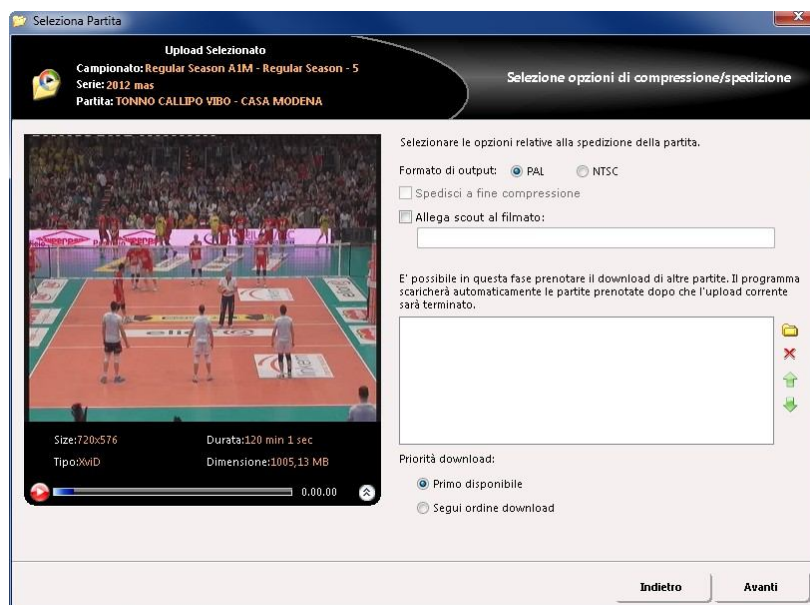 Seleziona Partita
Upload Selezionato
Campionato: Regular Season A1M - Regular Season - 5
Serie: 2012 mas
Partita: TONNO CALLIPO VIBO - CASA MODENA
Selezione opzioni di compressione/spedizione
Selezionare le opzioni relative alla spedizione della partita.
Formato di output: PAL NTSC
Spedisci a fine compressione
Allega scout al filmato:
E' possibile in questa fase prenotare il download di altre partite. Il programma
scaricherà automaticamente le partite prenotate dopo che l'upload corrente
sarà terminato.
Size:720x576 Durata:120 min 1 sec
Tipo:XviD Dimensione:1005,13 MB
0.00.00
Priorità download:
Primo disponibile
Segui ordine download
Indietro Avanti